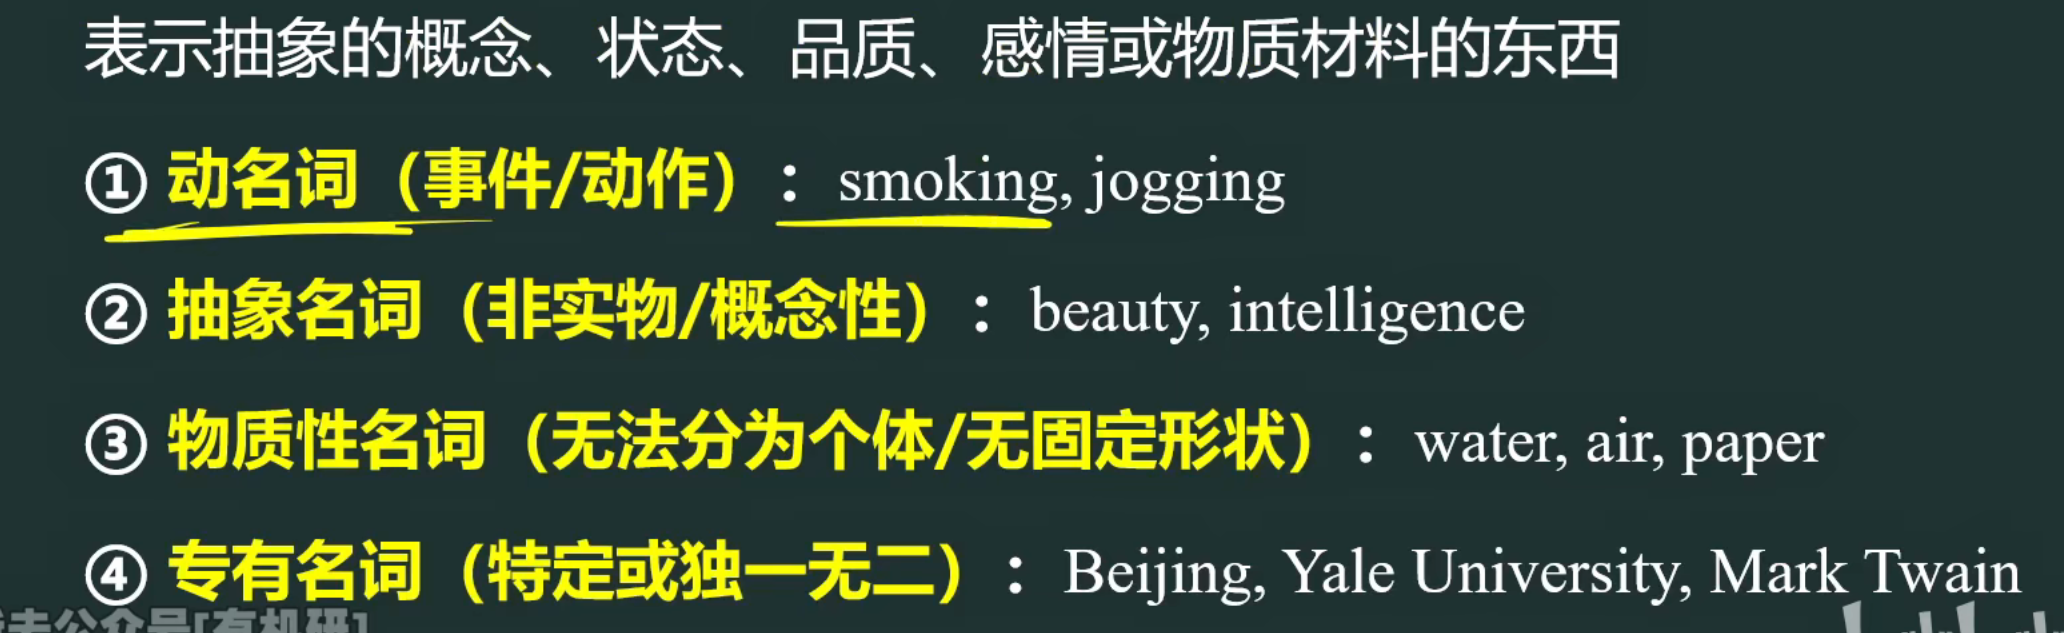 表示抽象的概念、状态、品质、感情或物质材料的东西
① 动名词（事件/动作）：smoking, jogging
② 抽象名词（非实物/概念性）：beauty, intelligence
③ 物质性名词（无法分为个体/无固定形状）：water, air, paper
④ 专有名词（特定或独一无二）：Beijing, Yale University, Mark Twain
公众号[有机研]